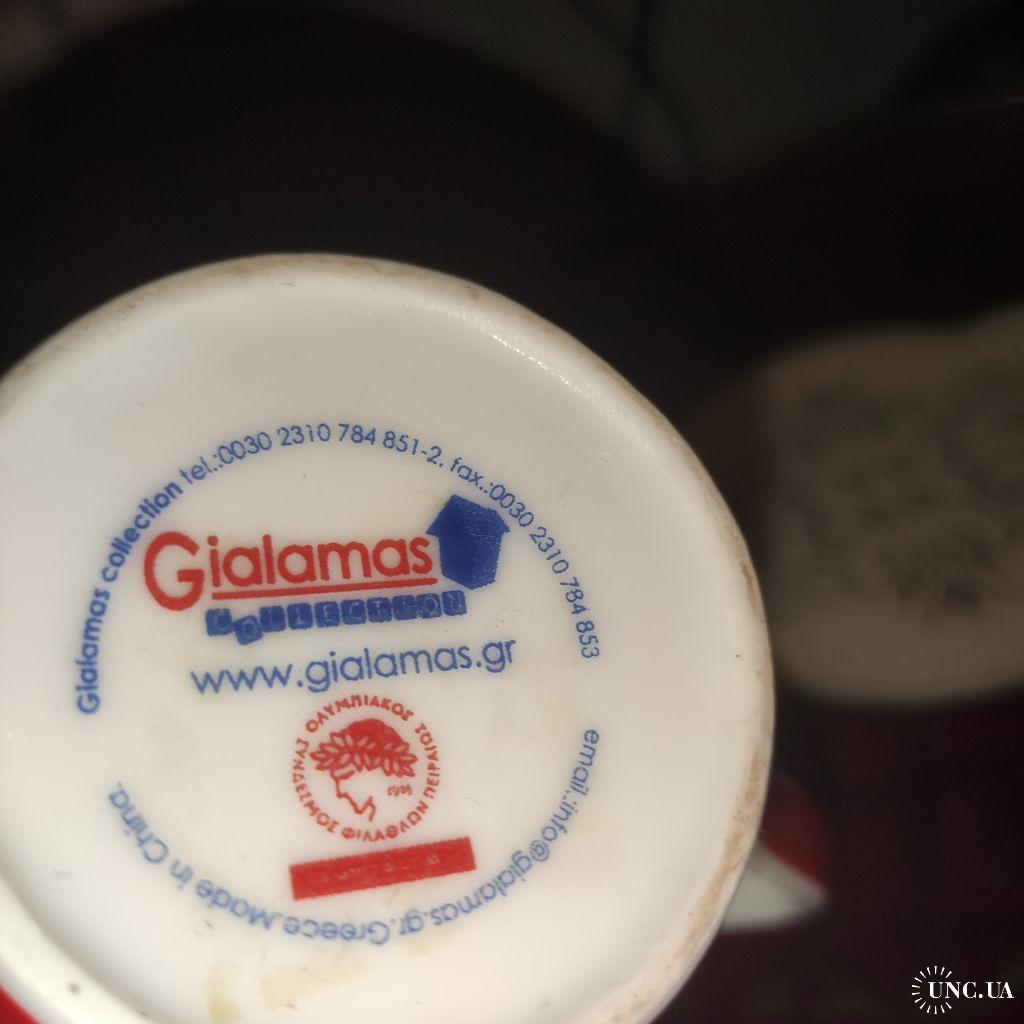 Gialamas collection tel.:0030 2310 784 851-2. fax.:0030 2310 784 853
Gialamas
COLLECTION
www.gialamas.gr
ΟΛΥΜΠΙΑΚΟΣ ΣΥΝΔΕΣΜΟΣ ΦΙΛΑΘΛΩΝ ΠΕΙΡΑΙΩΣ
email.:info@gialamas.gr.Greece.Made in China.
UNC.UA